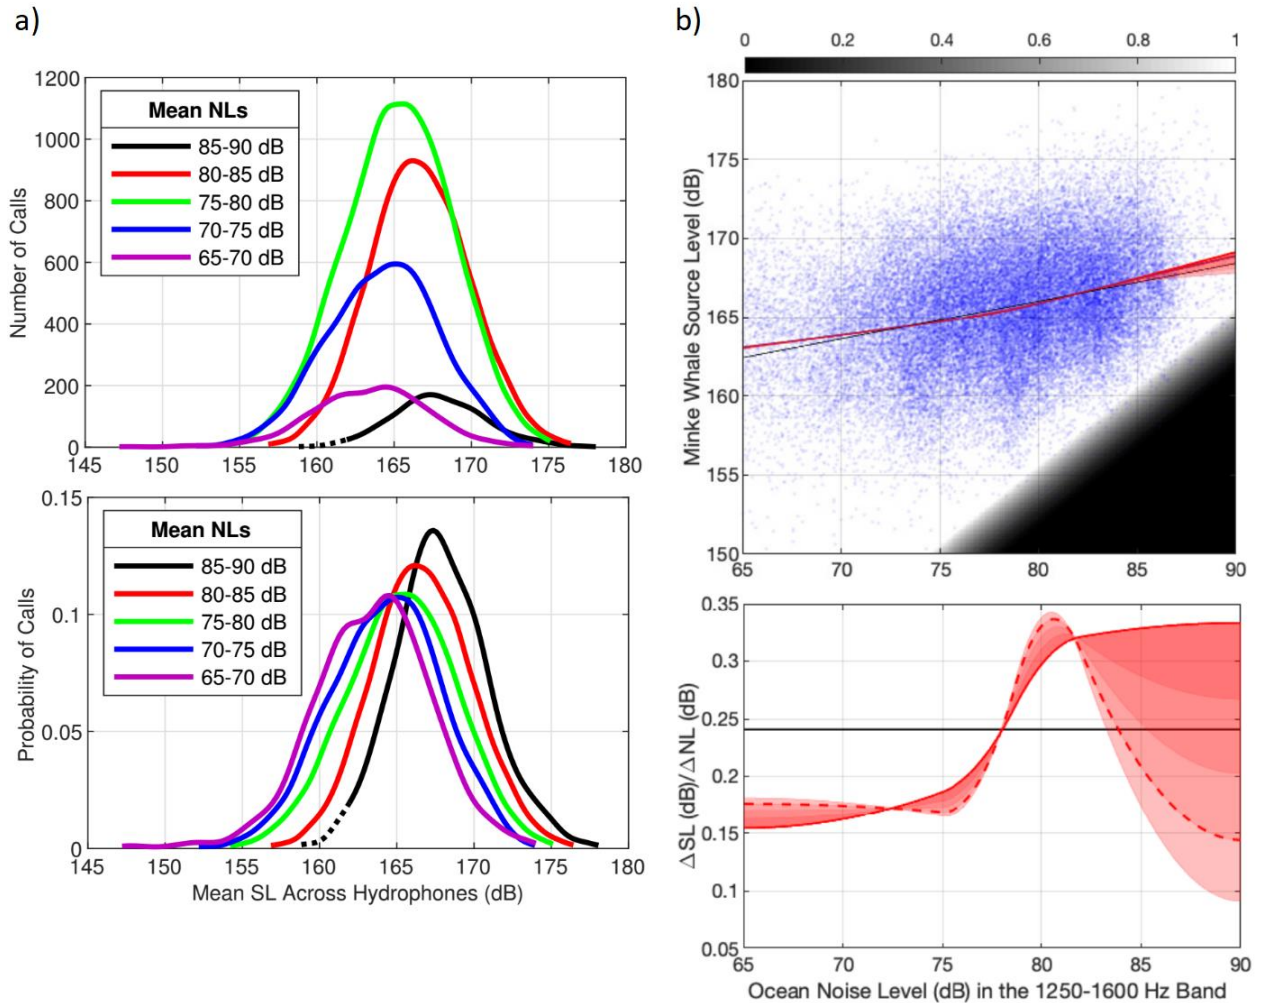 a)
1200
1000
800
600
400
200
0
145 150 155 160 165 170 175 180
Number of Calls
Mean NLs
85-90 dB
80-85 dB
75-80 dB
70-75 dB
65-70 dB
0.15
0.1
0.05
0
145 150 155 160 165 170 175 180
Probability of Calls
Mean NLs
85-90 dB
80-85 dB
75-80 dB
70-75 dB
65-70 dB
Mean SL Across Hydrophones (dB)
b)
0 0.2 0.4 0.6 0.8 1
180
175
170
165
160
155
150
65 70 75 80 85 90
Minke Whale Source Level (dB)
0.35
0.3
0.25
0.2
0.15
0.1
0.05
65 70 75 80 85 90
△SL (dB)/△NL (dB)
Ocean Noise Level (dB) in the 1250-1600 Hz Band